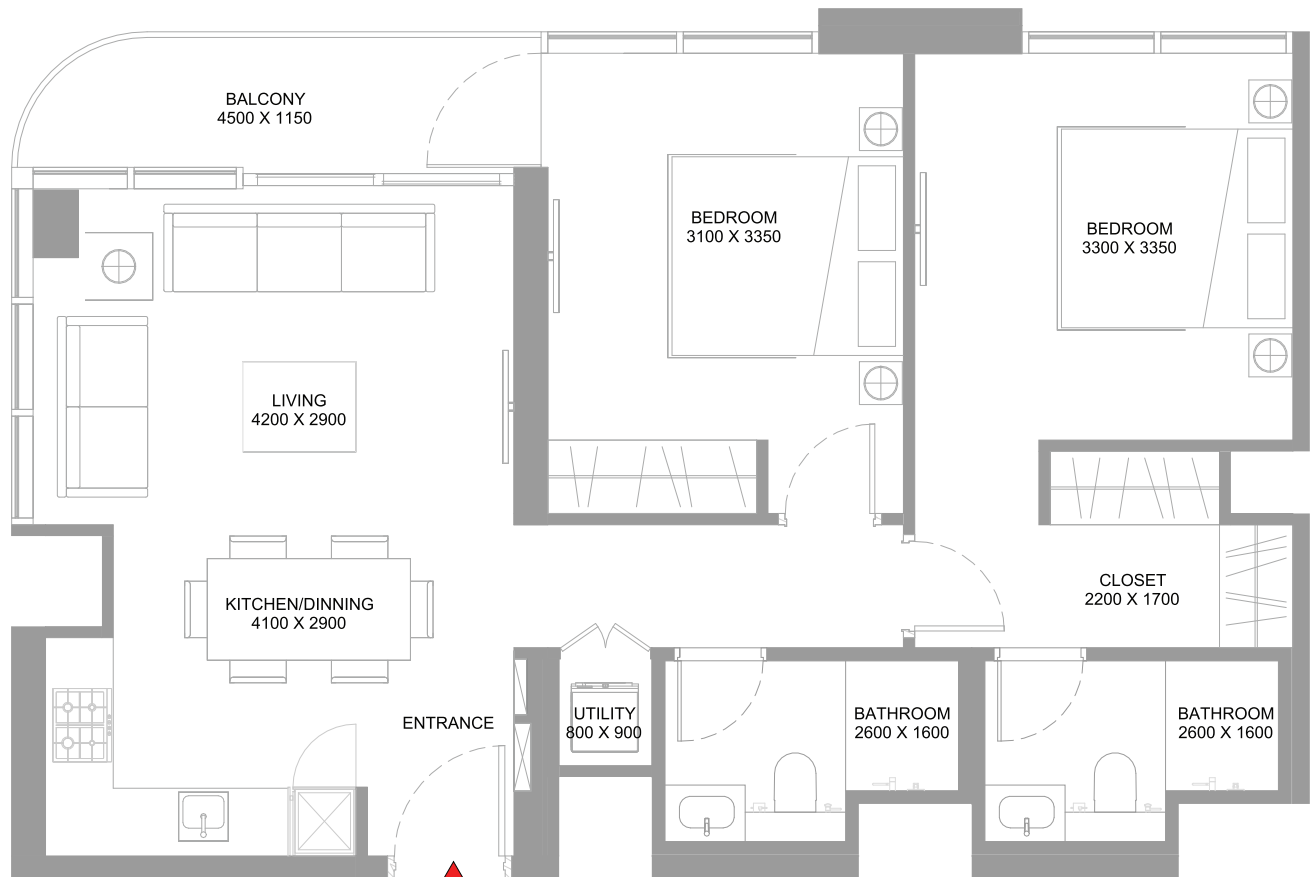 BALCONY
4500 X 1150
BEDROOM
3100 X 3350
BEDROOM
3300 X 3350
LIVING
4200 X 2900
KITCHEN/DINNING
4100 X 2900
CLOSET
2200 X 1700
ENTRANCE
UTILITY
800 X 900
BATHROOM
2600 X 1600
BATHROOM
2600 X 1600